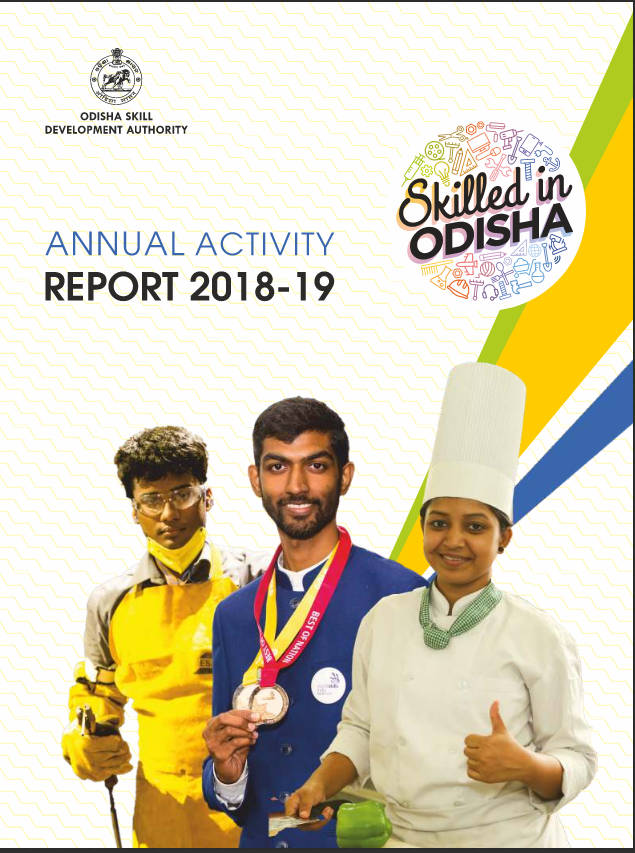 ODISHA SKILL
DEVELOPMENT AUTHORITY
Skilled in
ODISHA
ANNUAL ACTIVITY
REPORT 2018-19
BEST OF NATION